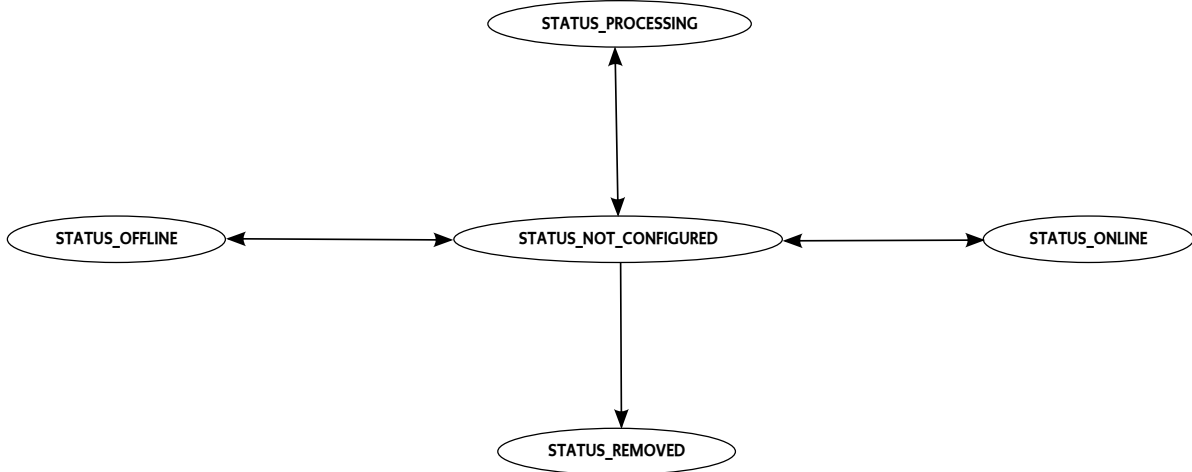 STATUS_PROCESSING
STATUS_OFFLINE
STATUS_NOT_CONFIGURED
STATUS_ONLINE
STATUS_REMOVED